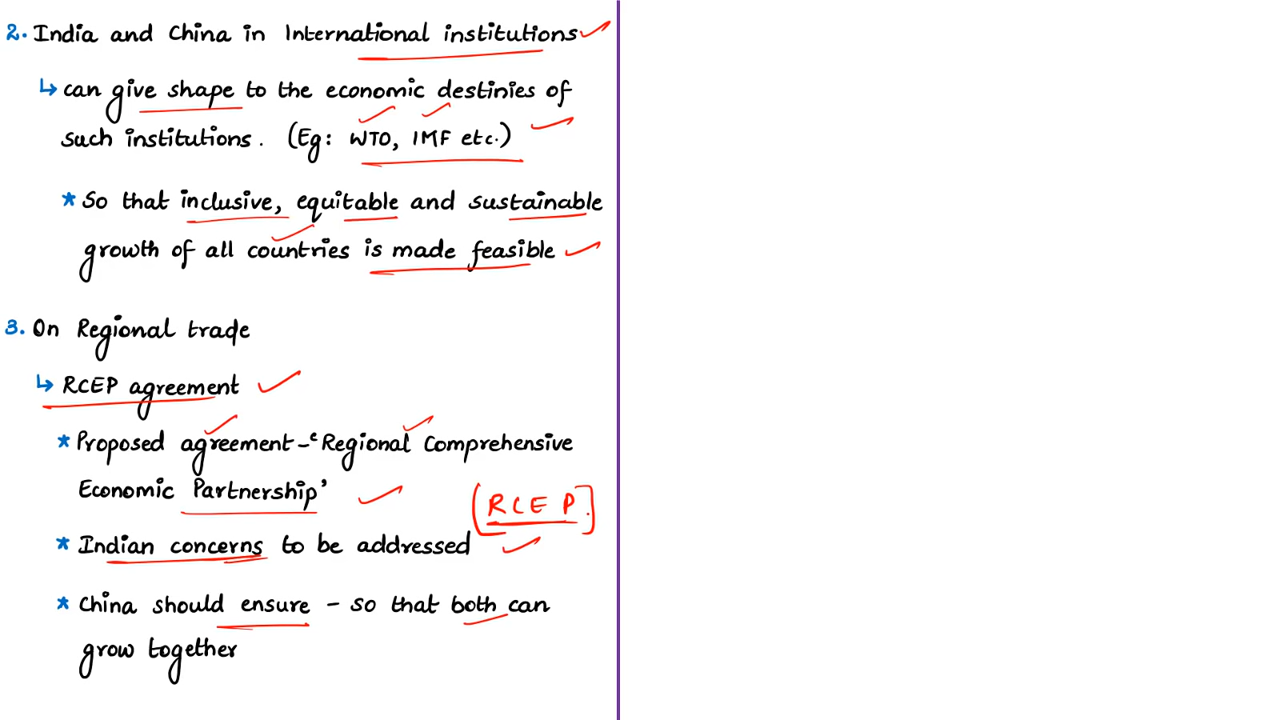 2. India and China in International institutions
↳ can give shape to the economic destinies of
such institutions. (Eg: WTO, IMF etc.)
* So that inclusive, equitable and sustainable
growth of all countries is made feasible
3. On Regional trade
↳ RCEP agreement
* Proposed agreement - 'Regional Comprehensive
Economic Partnership'
[RCEP]
* Indian concerns to be addressed
* China should ensure - so that both can
grow together